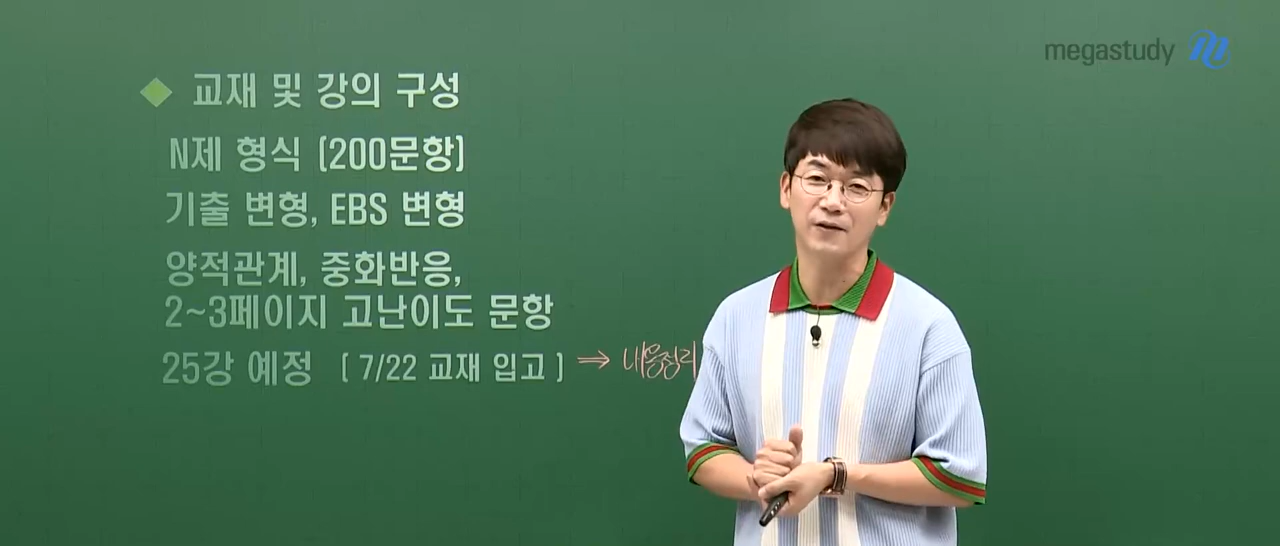 megastudy
교재 및 강의 구성
N제 형식 (200문항)
기출 변형, EBS 변형
양적관계, 중화반응,
2~3페이지 고난이도 문항
25강 예정 ( 7/22 교재 입고 ) ⇒ 내용정리